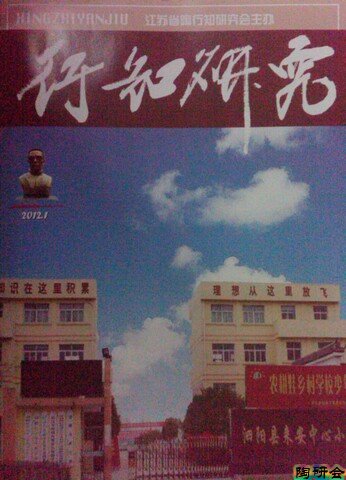 XINGZHIYANJIU
江苏省陶行知研究会主办
行知研究
2012.1
知识在这里积累
理想从这里放飞
农村贫乡村学校少
泗阳县来安中心小
陶研会